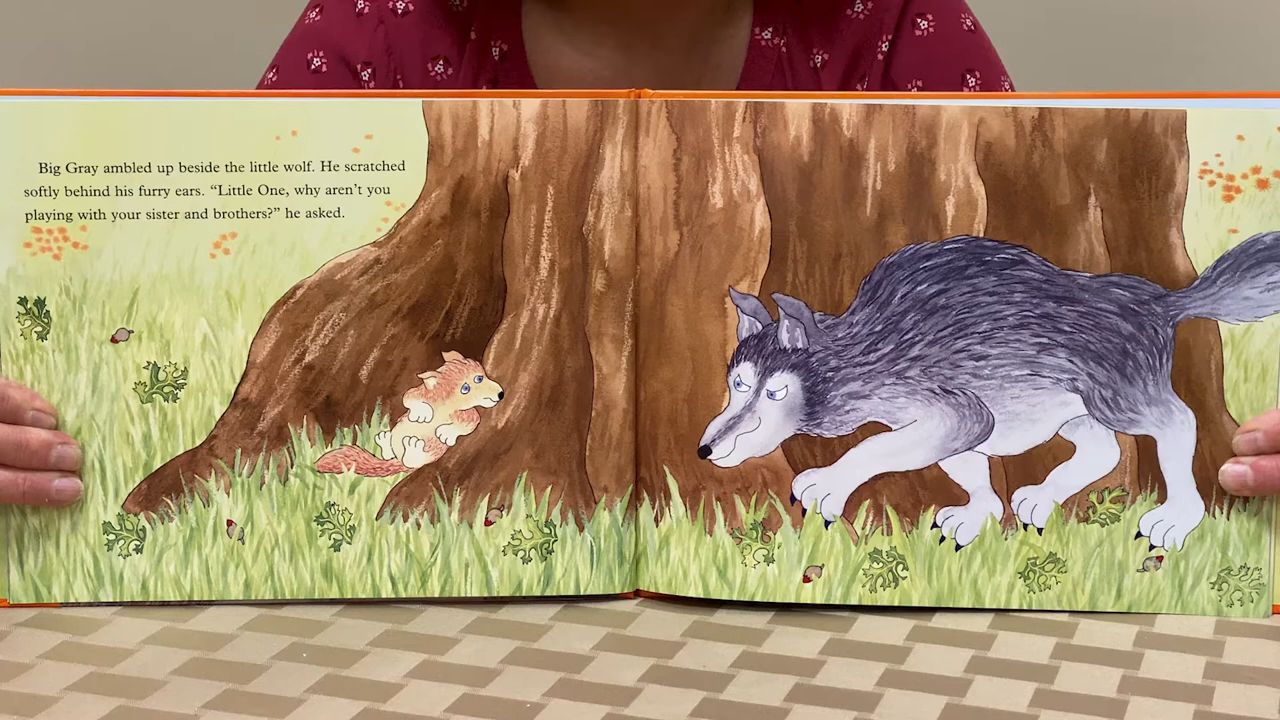 Big Gray ambled up beside the little wolf. He scratched
softly behind his furry ears. “Little One, why aren’t you
playing with your sister and brothers?” he asked.